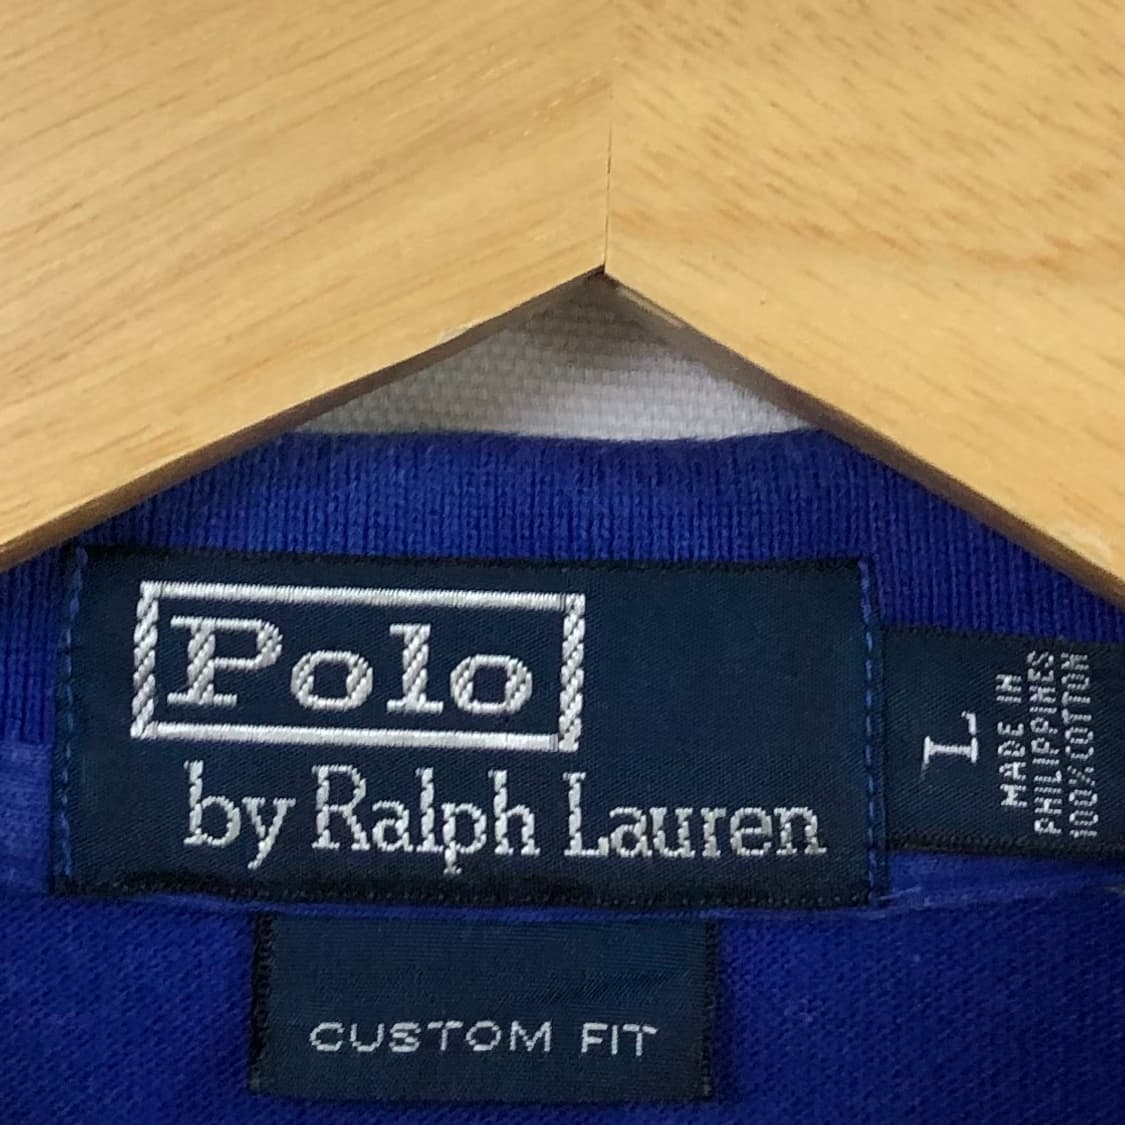 Polo
by Ralph Lauren
L
MADE IN
PHILIPPINES
100% COTTON
CUSTOM FIT